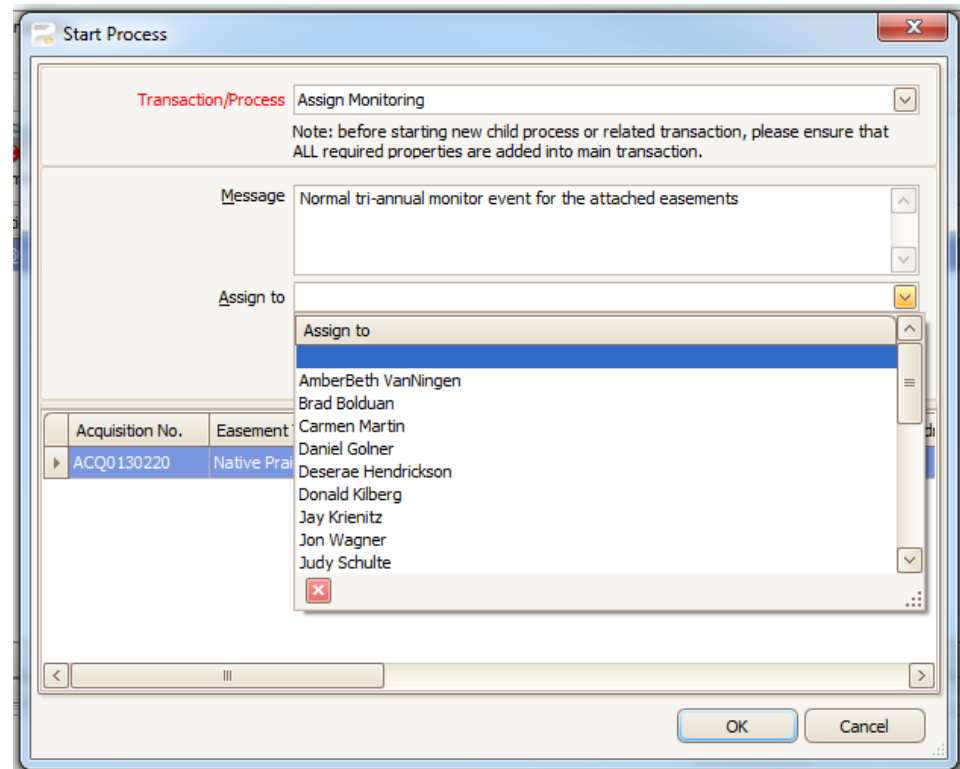 Start Process
Transaction/Process Assign Monitoring
Note: before starting new child process or related transaction, please ensure that
ALL required properties are added into main transaction.
Message Normal tri-annual monitor event for the attached easements
Assign to
Assign to
AmberBeth VanNingen
Brad Bolduan
Carmen Martin
Daniel Golner
Deserae Hendrickson
Donald Kilberg
Jay Krienitz
Jon Wagner
Judy Schulte
Acquisition No. Easement
ACQ0130220 Native Prai
OK Cancel